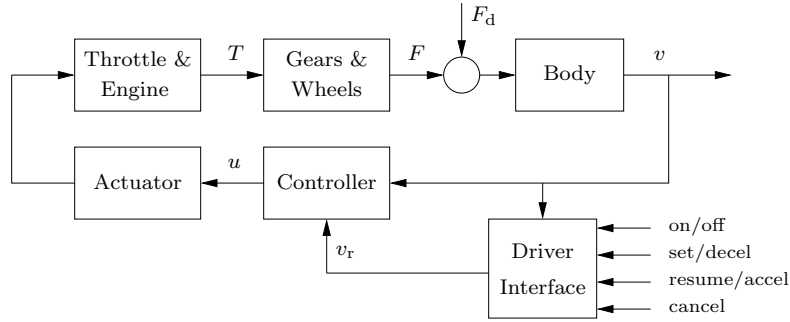 F_d
Throttle &
Engine
T
Gears &
Wheels
F
Body
v
Actuator
u
Controller
v_r
Driver
Interface
on/off
set/decel
resume/accel
cancel